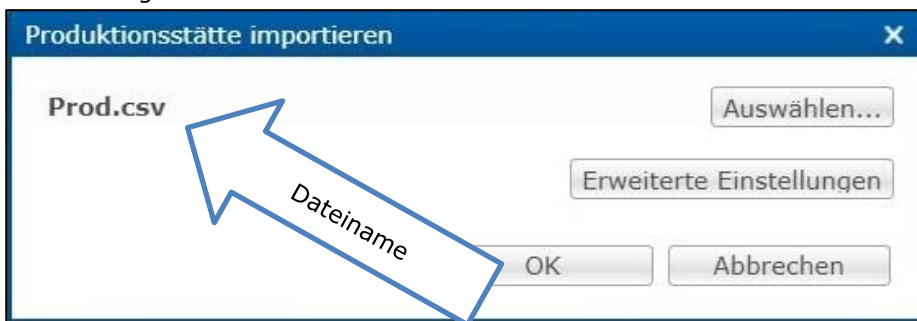 Produktionsstätte importieren
Prod.csv
Auswählen...
Erweiterte Einstellungen
Dateiname
OK
Abbrechen